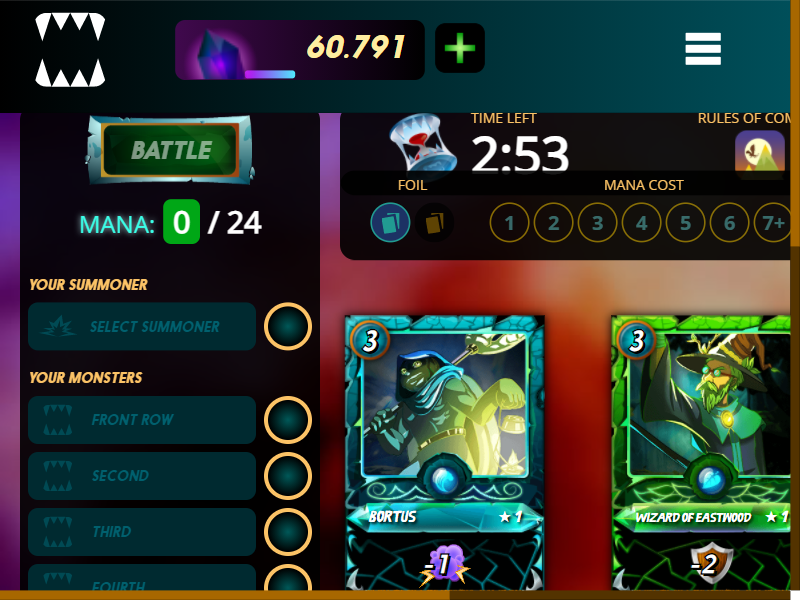 60.791
BATTLE
MANA: 0 / 24
YOUR SUMMONER
SELECT SUMMONER
YOUR MONSTERS
FRONT ROW
SECOND
THIRD
FOURTH
TIME LEFT
2:53
RULES OF COM
FOIL
MANA COST
1 2 3 4 5 6 7+
3
BORTUS ★ 1
-1
3
WIZARD OF EASTWOOD ★ 1
-2